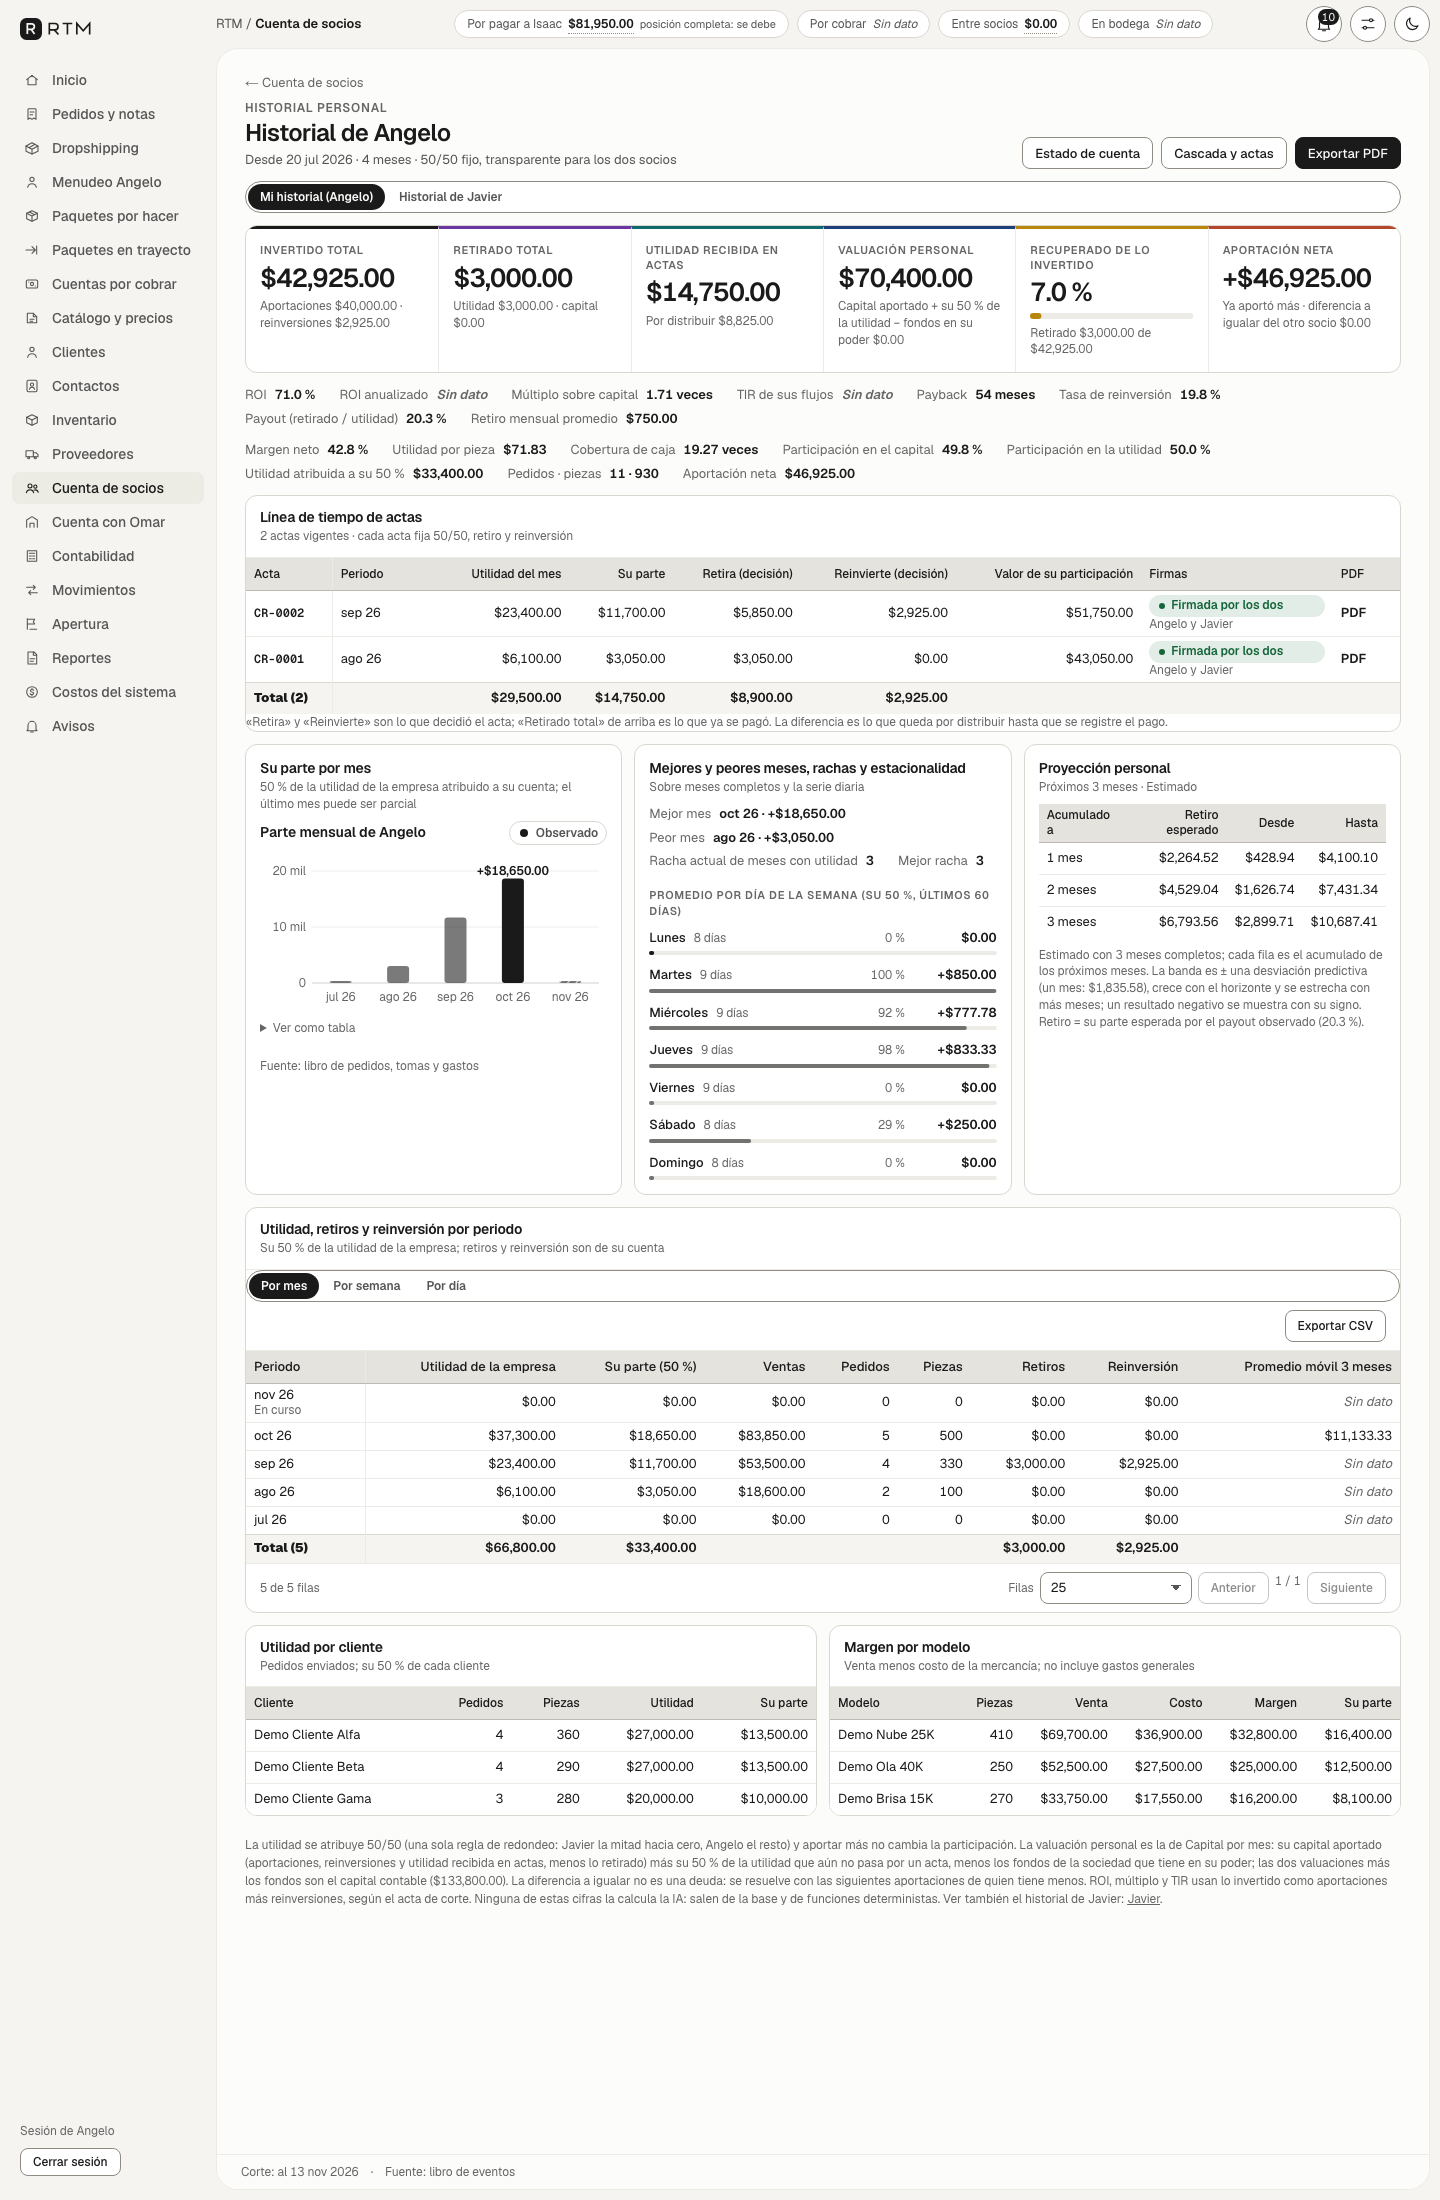 R RTM
RTM / Cuenta de socios
Por pagar a Isaac $81,950.00 posición completa: se debe
Por cobrar Sin dato
Entre socios $0.00
En bodega Sin dato
10
Inicio
Pedidos y notas
Dropshipping
Menudeo Angelo
Paquetes por hacer
Paquetes en trayecto
Cuentas por cobrar
Catálogo y precios
Clientes
Contactos
Inventario
Proveedores
Cuenta de socios
Cuenta con Omar
Contabilidad
Movimientos
Apertura
Reportes
Costos del sistema
Avisos
Sesión de Angelo
Cerrar sesión
← Cuenta de socios
HISTORIAL PERSONAL
Historial de Angelo
Desde 20 jul 2026 · 4 meses · 50/50 fijo, transparente para los dos socios
Estado de cuenta
Cascada y actas
Exportar PDF
Mi historial (Angelo) Historial de Javier
INVERTIDO TOTAL
$42,925.00
Aportaciones $40,000.00 ·
reinversiones $2,925.00
RETIRADO TOTAL
$3,000.00
Utilidad $3,000.00 · capital
$0.00
UTILIDAD RECIBIDA EN
ACTAS
$14,750.00
Por distribuir $8,825.00
VALUACIÓN PERSONAL
$70,400.00
Capital aportado + su 50 % de
la utilidad − fondos en su
poder $0.00
RECUPERADO DE LO
INVERTIDO
7.0 %
Retirado $3,000.00 de
$42,925.00
APORTACIÓN NETA
+$46,925.00
Ya aportó más · diferencia a
igualar del otro socio $0.00
ROI 71.0 % ROI anualizado Sin dato Múltiplo sobre capital 1.71 veces TIR de sus flujos Sin dato Payback 54 meses Tasa de reinversión 19.8 %
Payout (retirado / utilidad) 20.3 % Retiro mensual promedio $750.00
Margen neto 42.8 % Utilidad por pieza $71.83 Cobertura de caja 19.27 veces Participación en el capital 49.8 % Participación en la utilidad 50.0 %
Utilidad atribuida a su 50 % $33,400.00 Pedidos · piezas 11 · 930 Aportación neta $46,925.00
Línea de tiempo de actas
2 actas vigentes · cada acta fija 50/50, retiro y reinversión
Acta Periodo Utilidad del mes Su parte Retira (decisión) Reinvierte (decisión) Valor de su participación Firmas PDF
CR-0002 sep 26 $23,400.00 $11,700.00 $5,850.00 $2,925.00 $51,750.00 Firmada por los dos PDF
Angelo y Javier
CR-0001 ago 26 $6,100.00 $3,050.00 $3,050.00 $0.00 $43,050.00 Firmada por los dos PDF
Angelo y Javier
Total (2) $29,500.00 $14,750.00 $8,900.00 $2,925.00
«Retira» y «Reinvierte» son lo que decidió el acta; «Retirado total» de arriba es lo que ya se pagó. La diferencia es lo que queda por distribuir hasta que se registre el pago.
Su parte por mes
50 % de la utilidad de la empresa atribuido a su cuenta; el
último mes puede ser parcial
Parte mensual de Angelo
Observado
20 mil
+$18,650.00
10 mil
0
jul 26 ago 26 sep 26 oct 26 nov 26
▶ Ver como tabla
Fuente: libro de pedidos, tomas y gastos
Mejores y peores meses, rachas y estacionalidad
Sobre meses completos y la serie diaria
Mejor mes oct 26 · +$18,650.00
Peor mes ago 26 · +$3,050.00
Racha actual de meses con utilidad 3 Mejor racha 3
PROMEDIO POR DÍA DE LA SEMANA (SU 50 %, ÚLTIMOS 60
DÍAS)
Lunes 8 días 0 % $0.00
Martes 9 días 100 % +$850.00
Miércoles 9 días 92 % +$777.78
Jueves 9 días 98 % +$833.33
Viernes 9 días 0 % $0.00
Sábado 8 días 29 % +$250.00
Domingo 8 días 0 % $0.00
Proyección personal
Próximos 3 meses · Estimado
Acumulado a Retiro esperado Desde Hasta
1 mes $2,264.52 $428.94 $4,100.10
2 meses $4,529.04 $1,626.74 $7,431.34
3 meses $6,793.56 $2,899.71 $10,687.41
Estimado con 3 meses completos; cada fila es el acumulado de
los próximos meses. La banda es ± una desviación predictiva
(un mes: $1,835.58), crece con el horizonte y se estrecha con
más meses; un resultado negativo se muestra con su signo.
Retiro = su parte esperada por el payout observado (20.3 %).
Utilidad, retiros y reinversión por periodo
Su 50 % de la utilidad de la empresa; retiros y reinversión son de su cuenta
Por mes Por semana Por día
Exportar CSV
Periodo Utilidad de la empresa Su parte (50 %) Ventas Pedidos Piezas Retiros Reinversión Promedio móvil 3 meses
nov 26 $0.00 $0.00 $0.00 0 0 $0.00 $0.00 Sin dato
En curso
oct 26 $37,300.00 $18,650.00 $83,850.00 5 500 $0.00 $0.00 $11,133.33
sep 26 $23,400.00 $11,700.00 $53,500.00 4 330 $3,000.00 $2,925.00 Sin dato
ago 26 $6,100.00 $3,050.00 $18,600.00 2 100 $0.00 $0.00 Sin dato
jul 26 $0.00 $0.00 $0.00 0 0 $0.00 $0.00 Sin dato
Total (5) $66,800.00 $33,400.00 $3,000.00 $2,925.00
5 de 5 filas
Filas 25 Anterior 1 / 1 Siguiente
Utilidad por cliente
Pedidos enviados; su 50 % de cada cliente
Cliente Pedidos Piezas Utilidad Su parte
Demo Cliente Alfa 4 360 $27,000.00 $13,500.00
Demo Cliente Beta 4 290 $27,000.00 $13,500.00
Demo Cliente Gama 3 280 $20,000.00 $10,000.00
Margen por modelo
Venta menos costo de la mercancía; no incluye gastos generales
Modelo Piezas Venta Costo Margen Su parte
Demo Nube 25K 410 $69,700.00 $36,900.00 $32,800.00 $16,400.00
Demo Ola 40K 250 $52,500.00 $27,500.00 $25,000.00 $12,500.00
Demo Brisa 15K 270 $33,750.00 $17,550.00 $16,200.00 $8,100.00
La utilidad se atribuye 50/50 (una sola regla de redondeo: Javier la mitad hacia cero, Angelo el resto) y aportar más no cambia la participación. La valuación personal es la de Capital por mes: su capital aportado
(aportaciones, reinversiones y utilidad recibida en actas, menos lo retirado) más su 50 % de la utilidad que aún no pasa por un acta, menos los fondos de la sociedad que tiene en su poder; las dos valuaciones más
los fondos son el capital contable ($133,800.00). La diferencia a igualar no es una deuda: se resuelve con las siguientes aportaciones de quien tiene menos. ROI, múltiplo y TIR usan lo invertido como aportaciones
más reinversiones, según el acta de corte. Ninguna de estas cifras la calcula la IA: salen de la base y de funciones deterministas. Ver también el historial de Javier: Javier.
Corte: al 13 nov 2026 · Fuente: libro de eventos